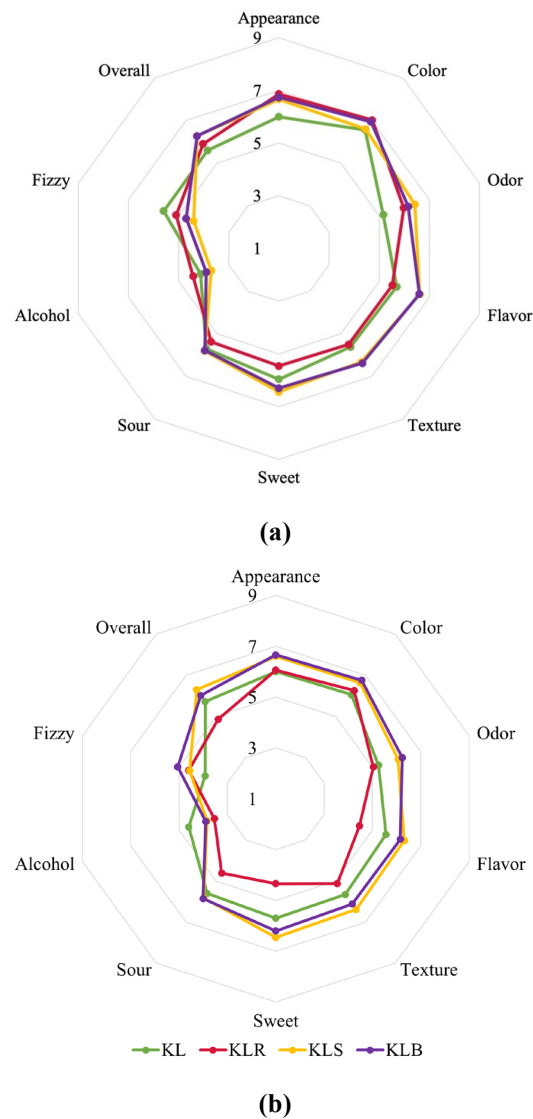 Appearance
9
Overall
Color
7
5
Fizzy
Odor
3
1
Alcohol
Flavor
Sour
Texture
Sweet
(a)
Appearance
9
Overall
Color
7
5
Fizzy
Odor
3
1
Alcohol
Flavor
Sour
Texture
Sweet
KL KLR KLS KLB
(b)